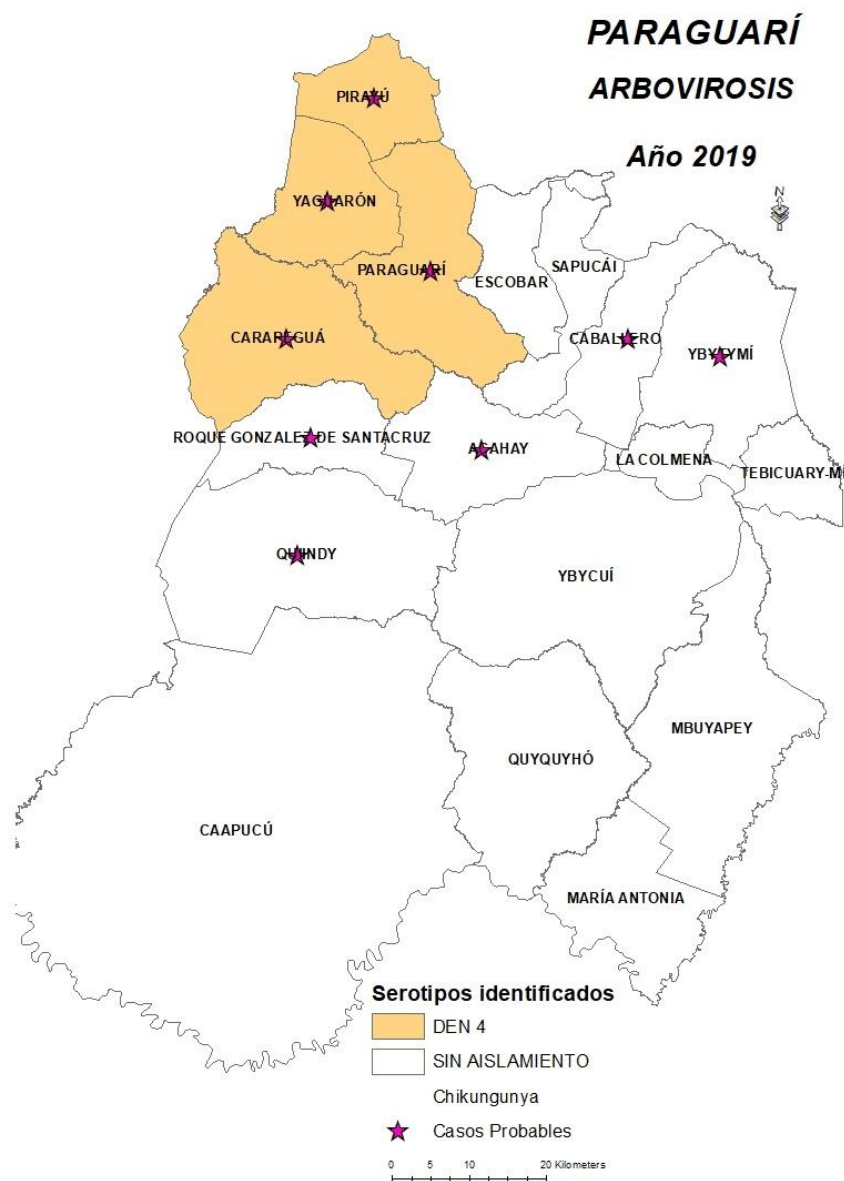 PARAGUARÍ
ARBOVIROSIS
Año 2019
N
PIRAYÚ
YAGUARÓN
PARAGUARÍ
ESCOBAR
SAPUCÁI
CARAPEGUÁ
CABALLERO
YBYTYMÍ
ROQUE GONZALEZ DE SANTACRUZ
ACAHAY
LA COLMENA
TEBICUARY-MÍ
QUIINDY
YBYCUÍ
MBUYAPEY
QUYQUYHÓ
CAAPUCÚ
MARÍA ANTONIA
Serotipos identificados
DEN 4
SIN AISLAMIENTO
Chikungunya
Casos Probables
0 5 10 20 Kilometers